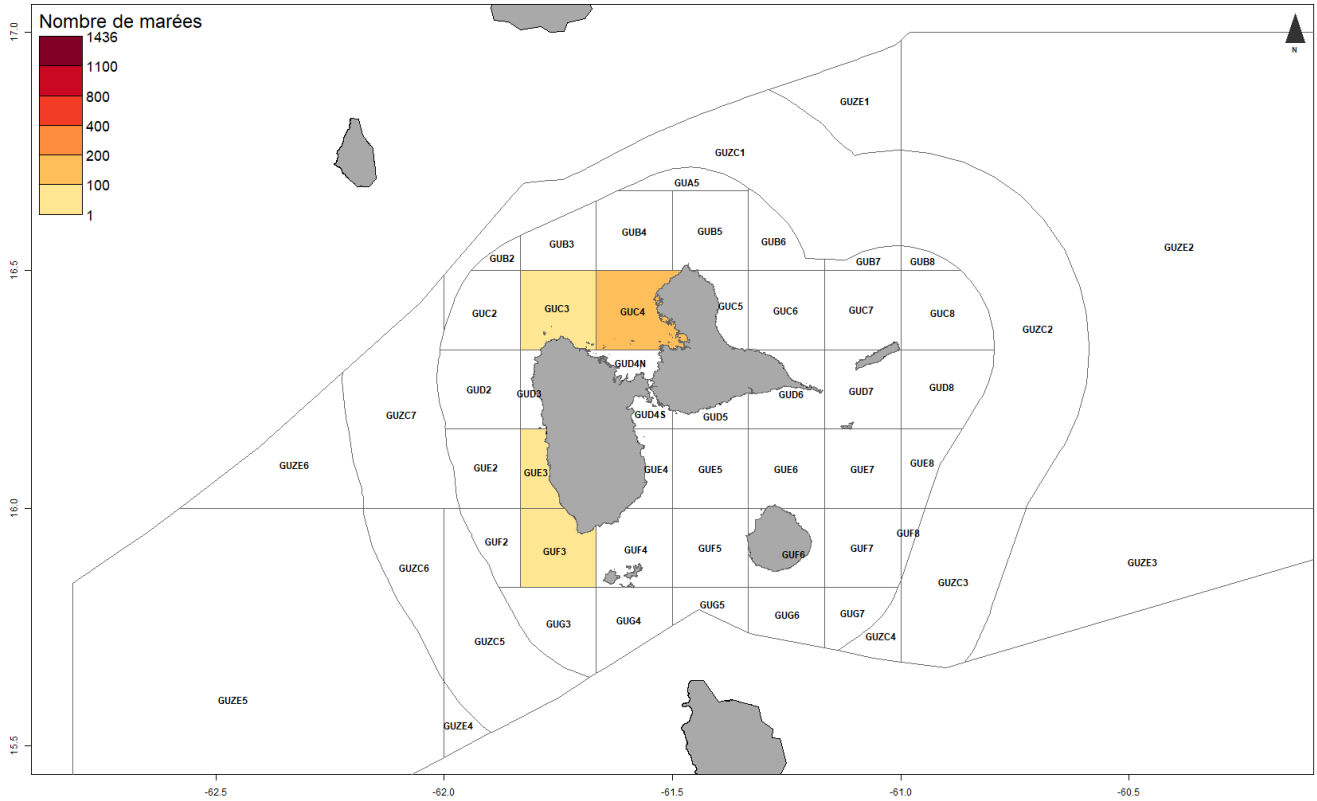 Nombre de marées
1436
1100
800
400
200
100
1
N
17.0
16.5
16.0
15.5
-62.5
-62.0
-61.5
-61.0
-60.5
GUZE1
GUZC1
GUA5
GUZE2
GUB2
GUB3
GUB4
GUB5
GUB6
GUB7
GUB8
GUC2
GUC3
GUC4
GUC5
GUC6
GUC7
GUC8
GUZC2
GUD2
GUD3
GUD4N
GUD4S
GUD5
GUD6
GUD7
GUD8
GUZC7
GUZE6
GUE2
GUE3
GUE4
GUE5
GUE6
GUE7
GUE8
GUF2
GUF3
GUF4
GUF5
GUF6
GUF7
GUF8
GUZE3
GUZC6
GUZC3
GUG3
GUG4
GUG5
GUG6
GUG7
GUZC4
GUZC5
GUZE5
GUZE4